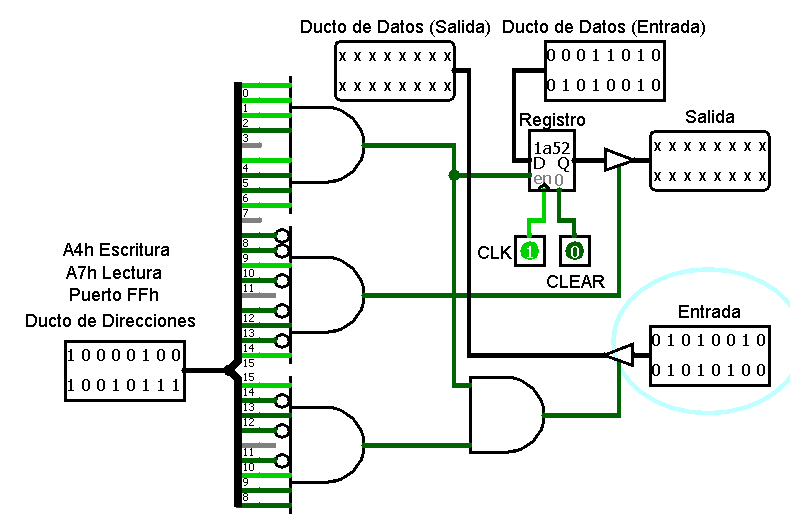 Ducto de Datos (Salida)
Ducto de Datos (Entrada)
x x x x x x x x
x x x x x x x x
0 0 0 1 1 0 1 0
0 1 0 1 0 0 1 0
Registro
1a52
D Q
en 0
Salida
x x x x x x x x
x x x x x x x x
CLK
1
0
CLEAR
0
1
2
3
4
5
6
7
8
9
10
11
12
13
14
15
A4h Escritura
A7h Lectura
Puerto FFh
Ducto de Direcciones
1 0 0 0 0 1 0 0
1 0 0 1 0 1 1 1
Entrada
0 1 0 1 0 0 1 0
0 1 0 1 0 1 0 0
15
14
13
12
11
10
9
8